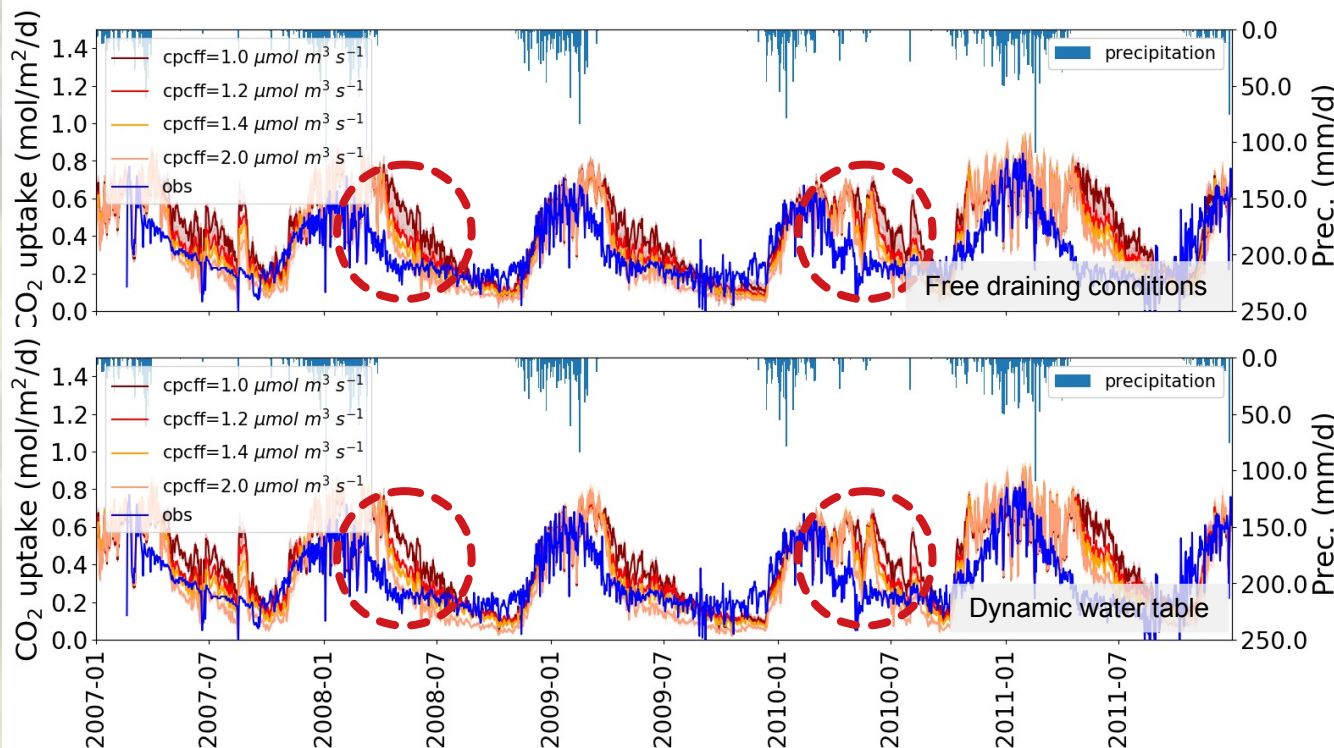 CO₂ uptake (mol/m²/d)
1.4
1.2
1.0
0.8
0.6
0.4
0.2
0.0
cpcff=1.0 μmol m³ s⁻¹
cpcff=1.2 μmol m³ s⁻¹
cpcff=1.4 μmol m³ s⁻¹
cpcff=2.0 μmol m³ s⁻¹
obs
precipitation
0.0
50.0
100.0
150.0
200.0
250.0
Prec. (mm/d)
Free draining conditions
CO₂ uptake (mol/m²/d)
1.4
1.2
1.0
0.8
0.6
0.4
0.2
0.0
cpcff=1.0 μmol m³ s⁻¹
cpcff=1.2 μmol m³ s⁻¹
cpcff=1.4 μmol m³ s⁻¹
cpcff=2.0 μmol m³ s⁻¹
obs
precipitation
0.0
50.0
100.0
150.0
200.0
250.0
Prec. (mm/d)
Dynamic water table
2007-01
2007-07
2008-01
2008-07
2009-01
2009-07
2010-01
2010-07
2011-01
2011-07